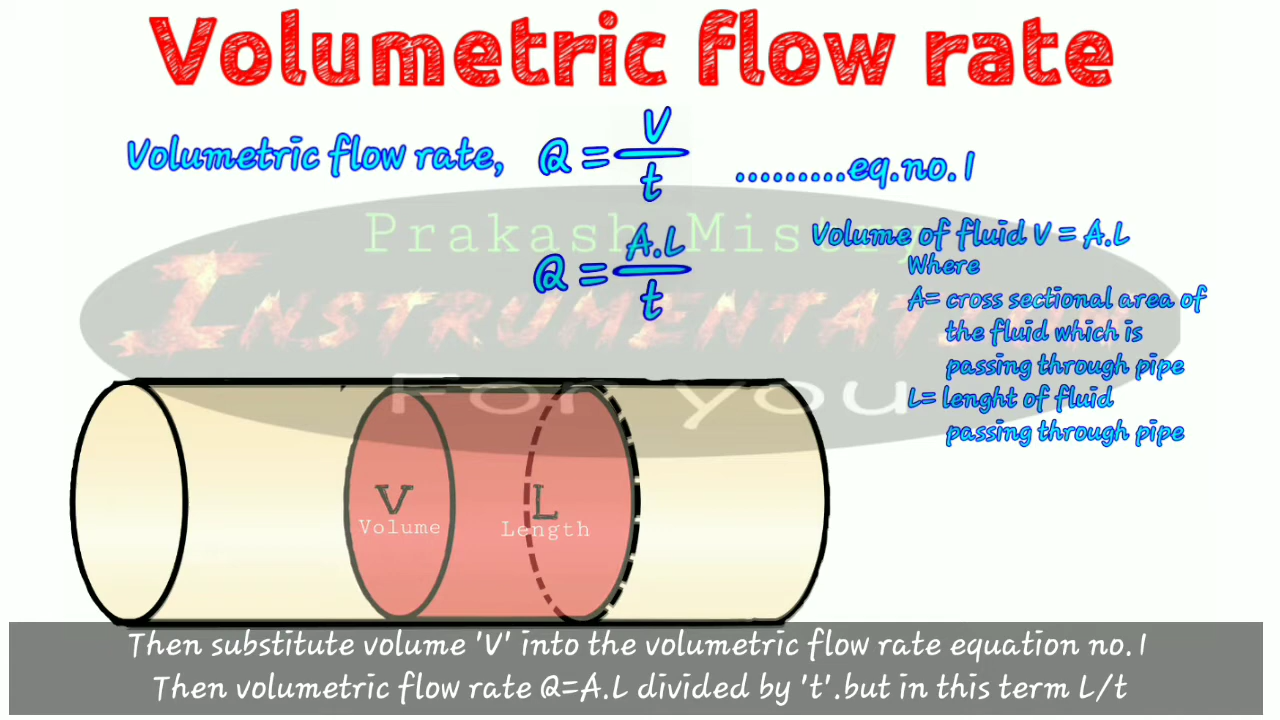 Volumetric flow rate
Volumetric flow rate, Q = V/t .........eq.no.1
Prakash Mistry
Q = A.L/t
Volume of fluid V = A.L
Where
A= cross sectional area of
the fluid which is
passing through pipe
L= lenght of fluid
passing through pipe
INSTRUMENTATION
For you
V
Volume
L
Length
Then substitute volume 'V' into the volumetric flow rate equation no.1
Then volumetric flow rate Q=A.L divided by 't'.but in this term L/t